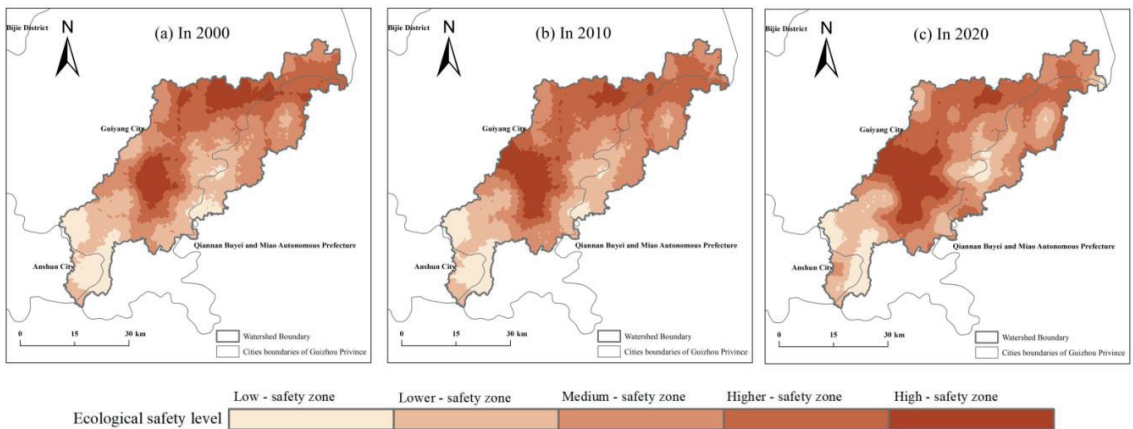 Bijie District
N
(a) In 2000
Guiyang City
Qiannan Buyei and Miao Autonomous Prefecture
Anshun City
0 15 30 km
Watershed Boundary
Cities boundaries of Guizhou Privince
Bijie District
N
(b) In 2010
Guiyang City
Qiannan Buyei and Miao Autonomous Prefecture
Anshun City
0 15 30 km
Watershed Boundary
Cities boundaries of Guizhou Privince
Bijie District
N
(c) In 2020
Guiyang City
Qiannan Buyei and Miao Autonomous Prefecture
Anshun City
0 15 30 km
Watershed Boundary
Cities boundaries of Guizhou Privince
Low - safety zone Lower - safety zone Medium - safety zone Higher - safety zone High - safety zone
Ecological safety level